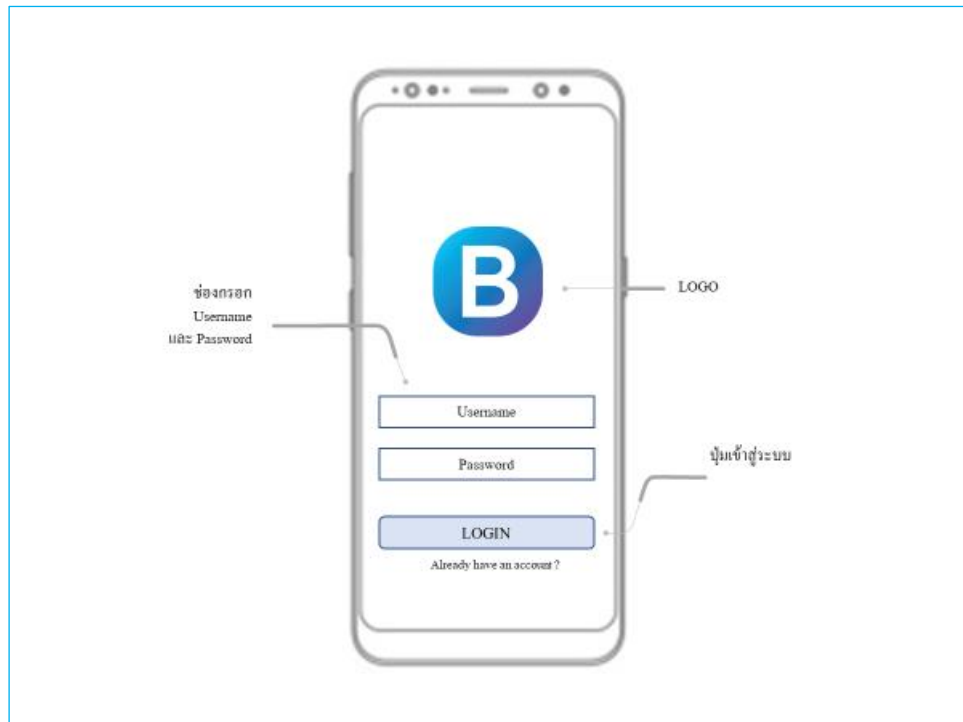 B
LOGO
ช่องกรอก
Username
และ Password
Username
Password
ปุ่มเข้าสู่ระบบ
LOGIN
Already have an account ?